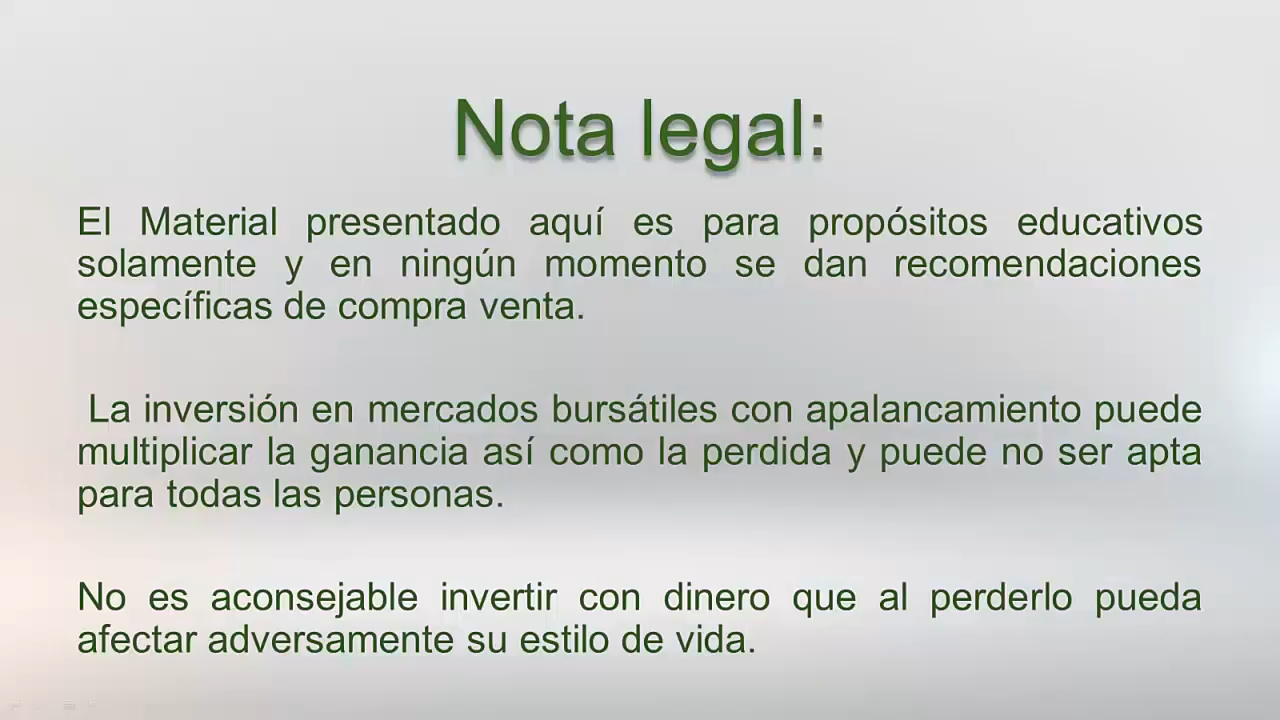 Nota legal:
El Material presentado aquí es para propósitos educativos
solamente y en ningún momento se dan recomendaciones
específicas de compra venta.
La inversión en mercados bursátiles con apalancamiento puede
multiplicar la ganancia así como la perdida y puede no ser apta
para todas las personas.
No es aconsejable invertir con dinero que al perderlo pueda
afectar adversamente su estilo de vida.